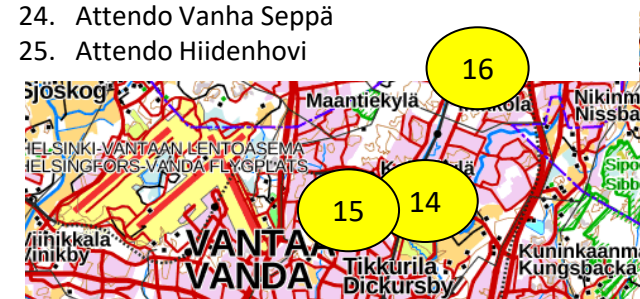 24. Attendo Vanha Seppä
25. Attendo Hiidenhovi
16
Sjöskog
Maantiekylä
Nikinm
Nissba
HELSINKI-VANTAAN LENTOASEMA
HELSINGFORS-VANDA FLYGPLATS
Sipo
Sibb
15
14
Viinikkala
Vinikby
VANTAA
VANDA
Tikkurila
Dickursby
Kuninkaanm
Kungsbacka